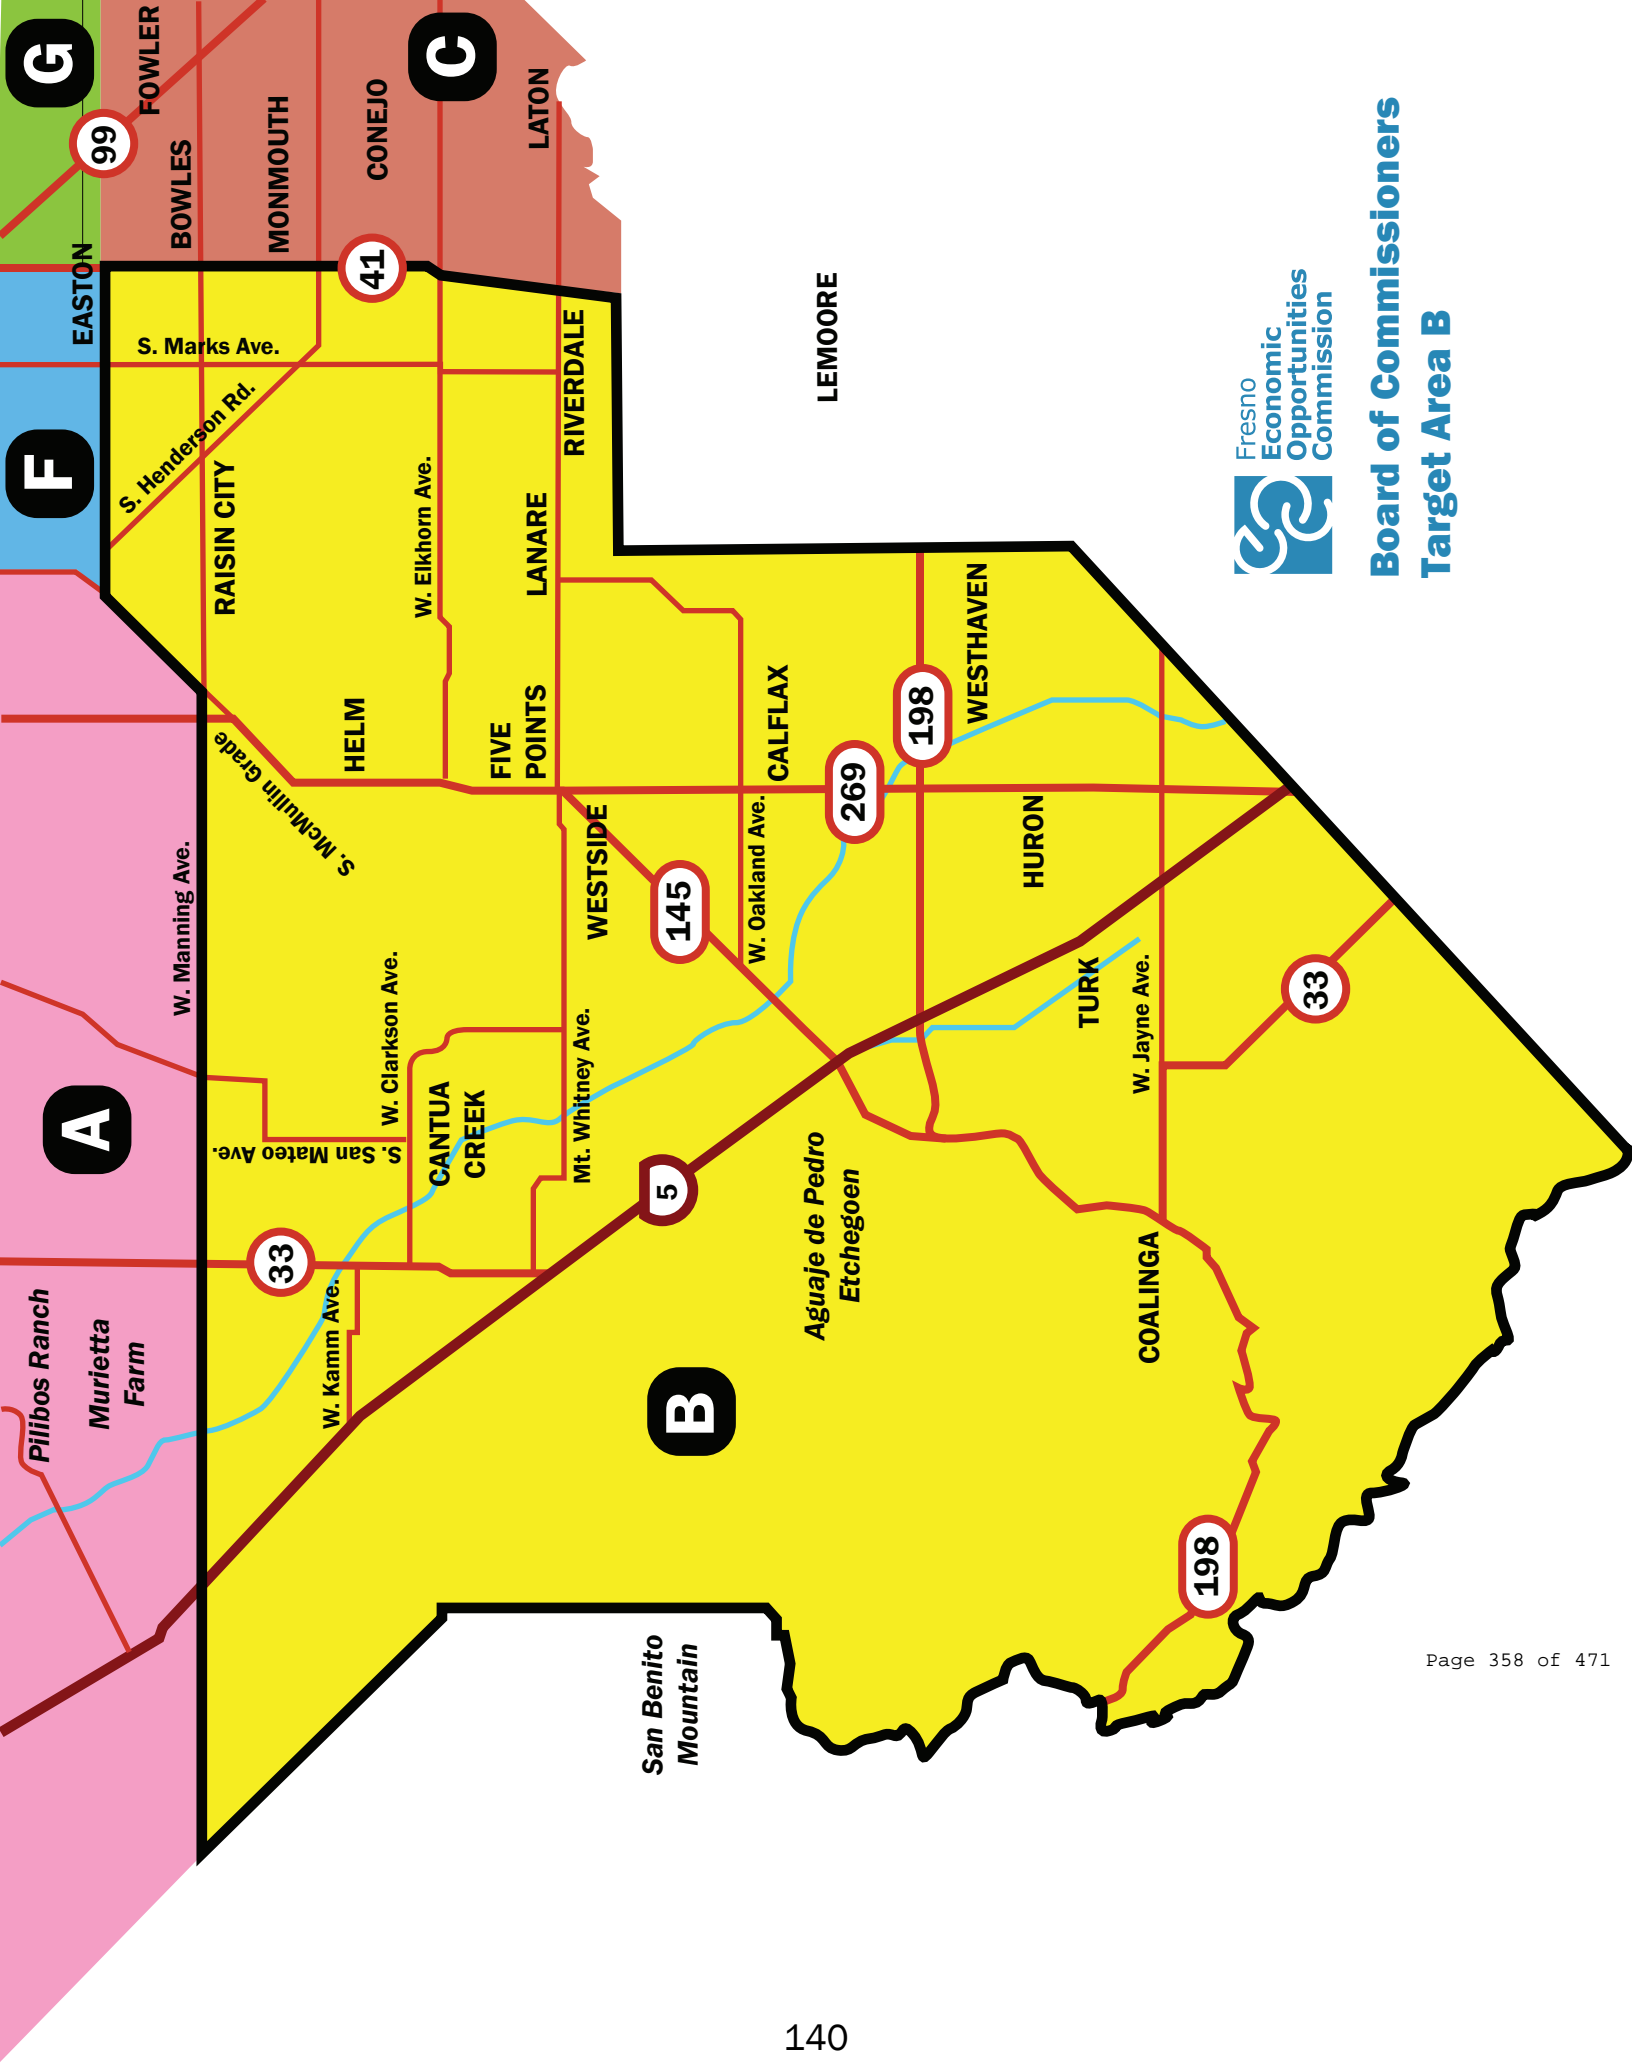 A
F
G
C
B
99
41
33
5
145
269
198
33
198
Pilibos Ranch
Murietta
Farm
EASTON
FOWLER
BOWLES
MONMOUTH
CONEJO
LATON
W. Manning Ave.
S. Marks Ave.
S. Henderson Rd.
RAISIN CITY
S. McMullin Grade
HELM
W. Elkhorn Ave.
LANARE
RIVERDALE
FIVE
POINTS
WESTSIDE
W. Kamm Ave.
S. San Mateo Ave.
W. Clarkson Ave.
CANTUA
CREEK
Mt. Whitney Ave.
W. Oakland Ave.
CALFLAX
LEMOORE
WESTHAVEN
HURON
TURK
W. Jayne Ave.
Aguaje de Pedro
Etchegoen
COALINGA
San Benito
Mountain
Fresno
Economic
Opportunities
Commission
Board of Commissioners
Target Area B
Page 358 of 471
140